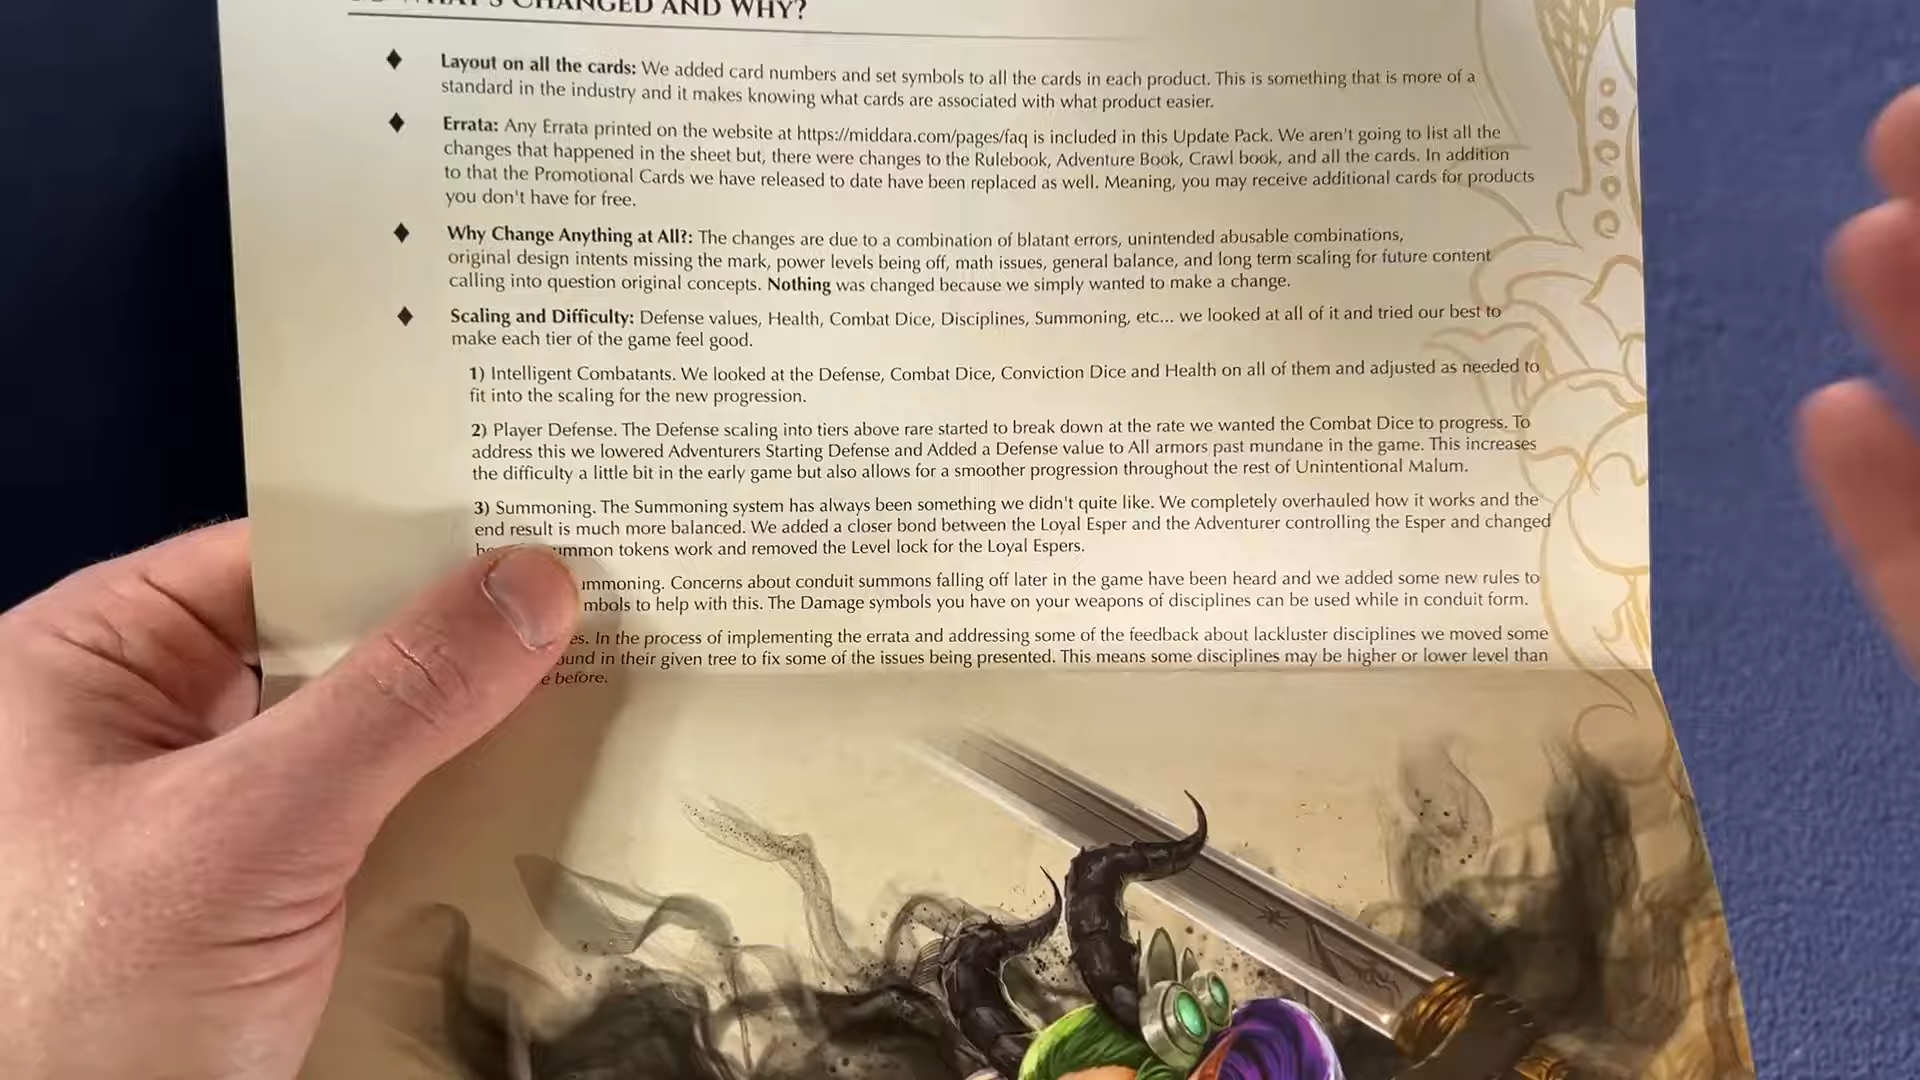 CHANGED AND WHY?
♦ Layout on all the cards: We added card numbers and set symbols to all the cards in each product. This is something that is more of a
standard in the industry and it makes knowing what cards are associated with what product easier.
♦ Errata: Any Errata printed on the website at https://middara.com/pages/faq is included in this Update Pack. We aren't going to list all the
changes that happened in the sheet but, there were changes to the Rulebook, Adventure Book, Crawl book, and all the cards. In addition
to that the Promotional Cards we have released to date have been replaced as well. Meaning, you may receive additional cards for products
you don't have for free.
♦ Why Change Anything at All?: The changes are due to a combination of blatant errors, unintended abusable combinations,
original design intents missing the mark, power levels being off, math issues, general balance, and long term scaling for future content
calling into question original concepts. Nothing was changed because we simply wanted to make a change.
♦ Scaling and Difficulty: Defense values, Health, Combat Dice, Disciplines, Summoning, etc... we looked at all of it and tried our best to
make each tier of the game feel good.
1) Intelligent Combatants. We looked at the Defense, Combat Dice, Conviction Dice and Health on all of them and adjusted as needed to
fit into the scaling for the new progression.
2) Player Defense. The Defense scaling into tiers above rare started to break down at the rate we wanted the Combat Dice to progress. To
address this we lowered Adventurers Starting Defense and Added a Defense value to All armors past mundane in the game. This increases
the difficulty a little bit in the early game but also allows for a smoother progression throughout the rest of Unintentional Malum.
3) Summoning. The Summoning system has always been something we didn't quite like. We completely overhauled how it works and the
end result is much more balanced. We added a closer bond between the Loyal Esper and the Adventurer controlling the Esper and changed
tokens work and removed the Level lock for the Loyal Espers.
Concerns about conduit summons falling off later in the game have been heard and we added some new rules to
to help with this. The Damage symbols you have on your weapons of disciplines can be used while in conduit form.
In the process of implementing the errata and addressing some of the feedback about lackluster disciplines we moved some
in their given tree to fix some of the issues being presented. This means some disciplines may be higher or lower level than
before.